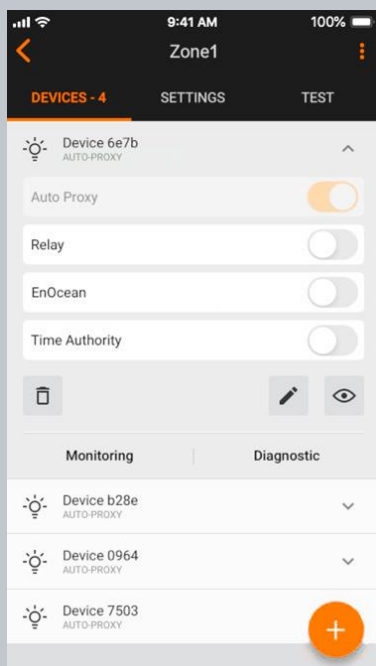 9:41 AM 100%
Zone1
DEVICES - 4 SETTINGS TEST
Device 6e7b
AUTO-PROXY
Auto Proxy
Relay
EnOcean
Time Authority
Monitoring Diagnostic
Device b28e
AUTO-PROXY
Device 0964
AUTO-PROXY
Device 7503
AUTO-PROXY